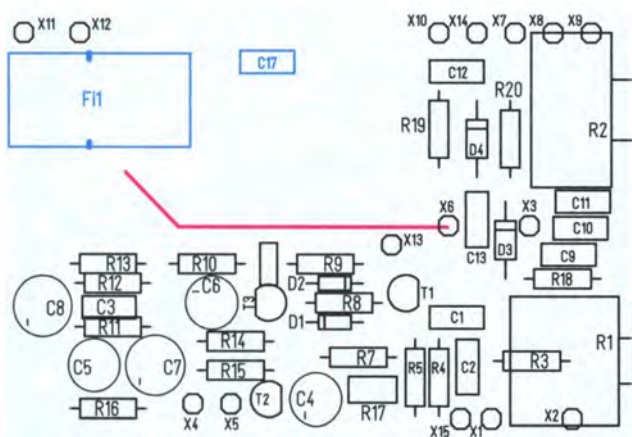 X11 X12 X10 X14 X7 X8 X9
C17
C12
FI1
R19 R20
D4
R2
C11
X6 X3
C10
X13 C13 D3
C9
R13 R10 R9
R12 D2 R18
C8 C3 C6 T3 R8 T1
R11 D1 C1
R14 R1
C5 C7 R7 R5 R4 C2 R3
R15
R16 T2 C4 R17
X4 X5 X15 X1 X2